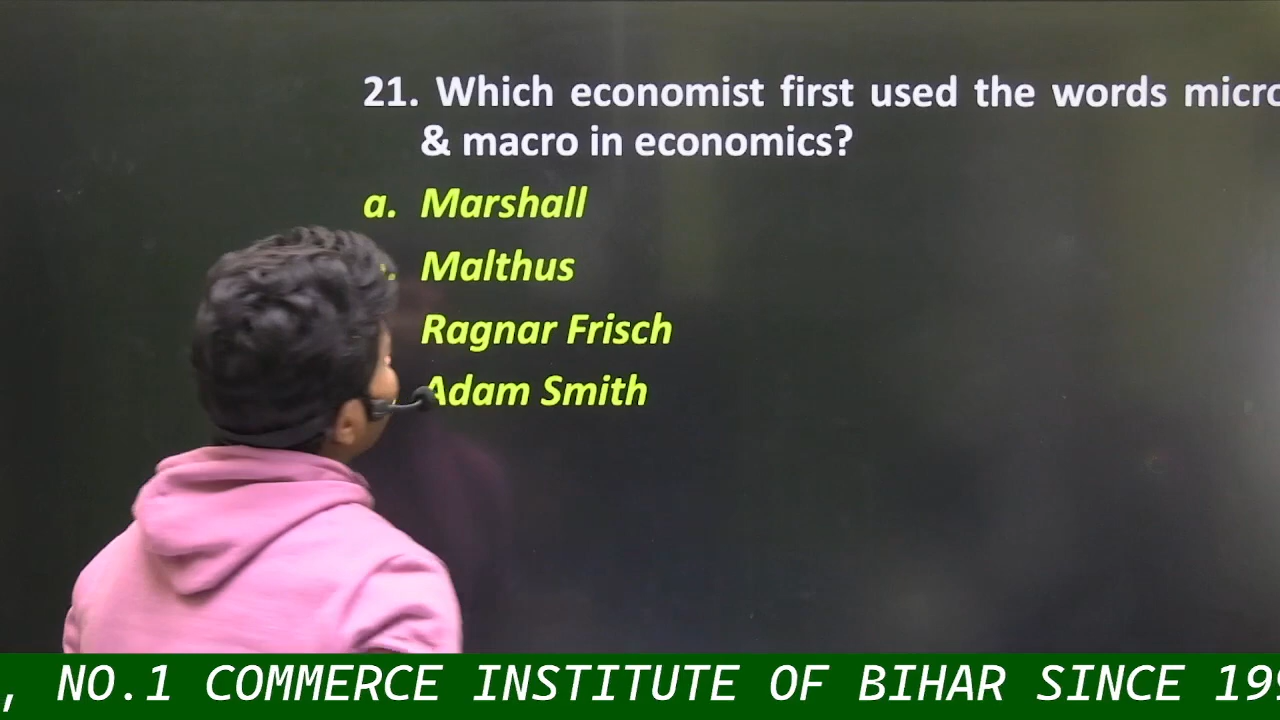 21. Which economist first used the words micro
& macro in economics?
a. Marshall
Malthus
Ragnar Frisch
Adam Smith
, NO.1 COMMERCE INSTITUTE OF BIHAR SINCE